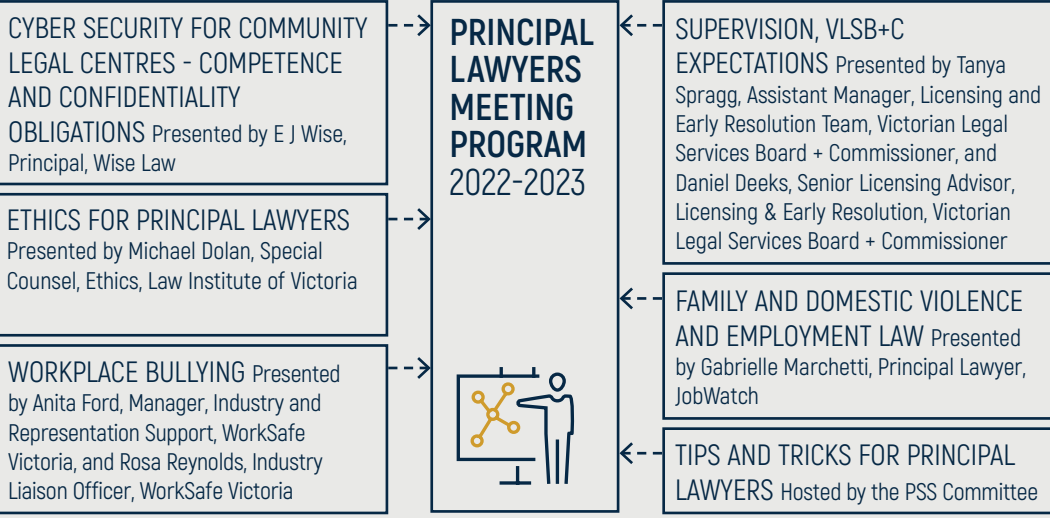 CYBER SECURITY FOR COMMUNITY
LEGAL CENTRES - COMPETENCE
AND CONFIDENTIALITY
OBLIGATIONS Presented by E J Wise,
Principal, Wise Law
ETHICS FOR PRINCIPAL LAWYERS
Presented by Michael Dolan, Special
Counsel, Ethics, Law Institute of Victoria
WORKPLACE BULLYING Presented
by Anita Ford, Manager, Industry and
Representation Support, WorkSafe
Victoria, and Rosa Reynolds, Industry
Liaison Officer, WorkSafe Victoria
PRINCIPAL
LAWYERS
MEETING
PROGRAM
2022-2023
SUPERVISION, VLSB+C
EXPECTATIONS Presented by Tanya
Spragg, Assistant Manager, Licensing and
Early Resolution Team, Victorian Legal
Services Board + Commissioner, and
Daniel Deeks, Senior Licensing Advisor,
Licensing & Early Resolution, Victorian
Legal Services Board + Commissioner
FAMILY AND DOMESTIC VIOLENCE
AND EMPLOYMENT LAW Presented
by Gabrielle Marchetti, Principal Lawyer,
JobWatch
TIPS AND TRICKS FOR PRINCIPAL
LAWYERS Hosted by the PSS Committee